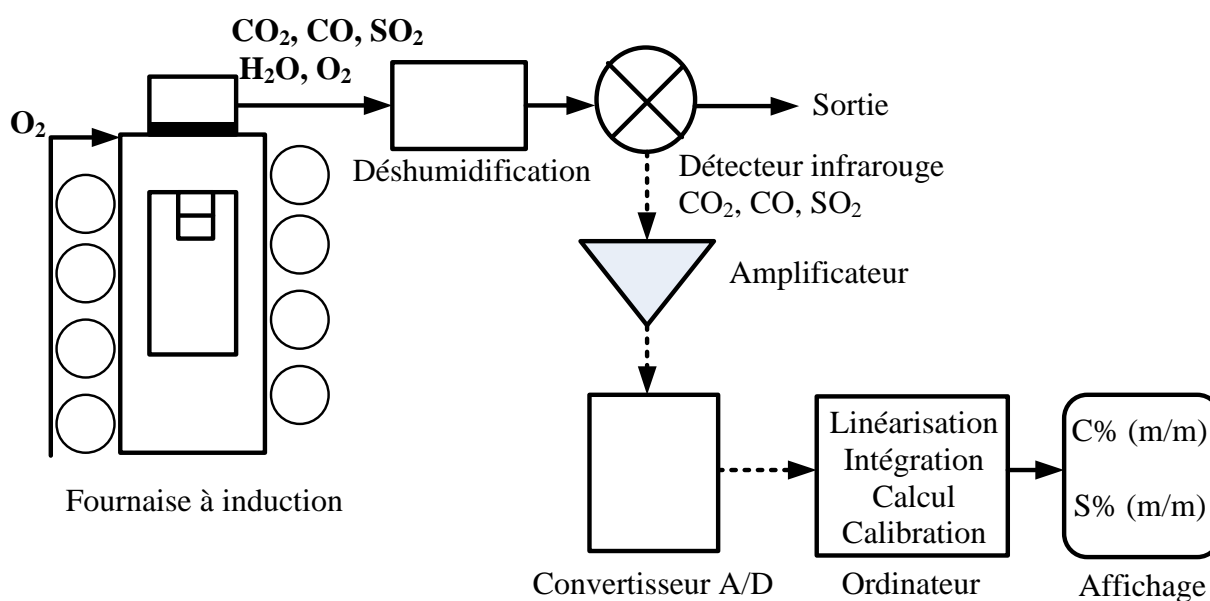 CO₂, CO, SO₂
H₂O, O₂
O₂
Sortie
Déshumidification
Détecteur infrarouge
CO₂, CO, SO₂
Amplificateur
Linéarisation
Intégration
Calcul
Calibration
C% (m/m)
S% (m/m)
Fournaise à induction
Convertisseur A/D
Ordinateur
Affichage